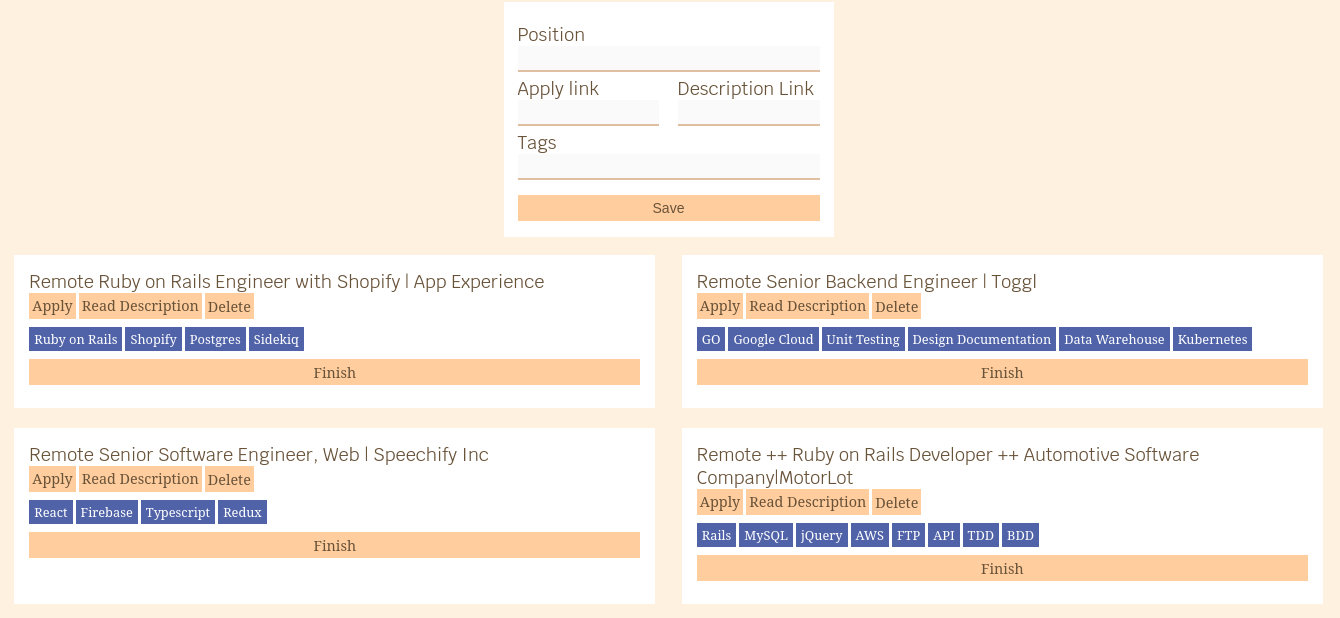 Position
Apply link Description Link
Tags
Save
Remote Ruby on Rails Engineer with Shopify | App Experience
Apply Read Description Delete
Ruby on Rails Shopify Postgres Sidekiq
Finish
Remote Senior Backend Engineer | Toggl
Apply Read Description Delete
GO Google Cloud Unit Testing Design Documentation Data Warehouse Kubernetes
Finish
Remote Senior Software Engineer, Web | Speechify Inc
Apply Read Description Delete
React Firebase Typescript Redux
Finish
Remote ++ Ruby on Rails Developer ++ Automotive Software
Company|MotorLot
Apply Read Description Delete
Rails MySQL jQuery AWS FTP API TDD BDD
Finish